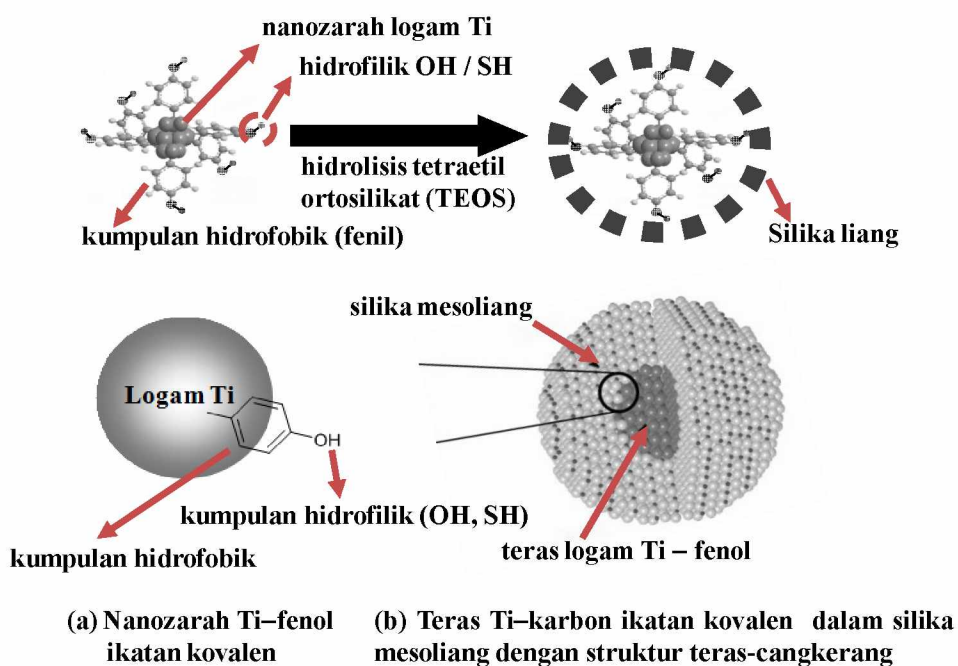 nanozarah logam Ti
hidrofilik OH / SH
hidrolisis tetraetil
ortosilikat (TEOS)
kumpulan hidrofobik (fenil)
Silika liang
silika mesoliang
Logam Ti
OH
kumpulan hidrofilik (OH, SH)
kumpulan hidrofobik
teras logam Ti – fenol
(a) Nanozarah Ti–fenol
ikatan kovalen
(b) Teras Ti–karbon ikatan kovalen dalam silika
mesoliang dengan struktur teras-cangkerang